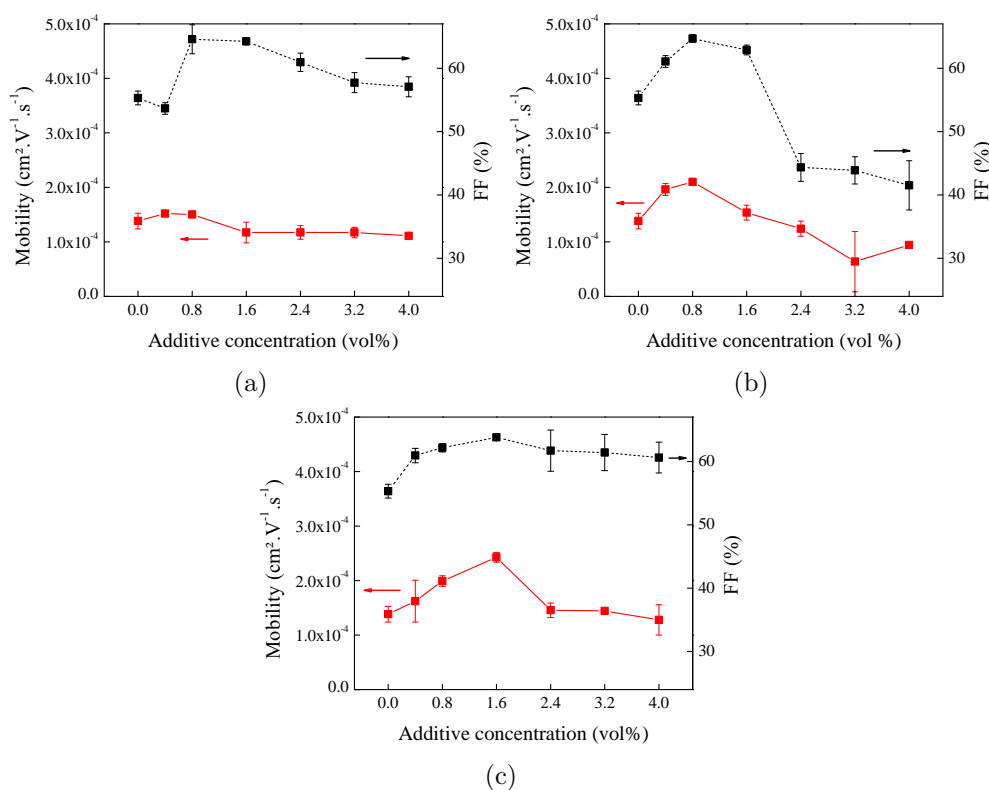 5.0x10⁻⁴
4.0x10⁻⁴
3.0x10⁻⁴
2.0x10⁻⁴
1.0x10⁻⁴
0.0
Mobility (cm².V⁻¹.s⁻¹)
60
50
40
30
FF (%)
0.0 0.8 1.6 2.4 3.2 4.0
Additive concentration (vol%)
(a)
5.0x10⁻⁴
4.0x10⁻⁴
3.0x10⁻⁴
2.0x10⁻⁴
1.0x10⁻⁴
0.0
Mobility (cm².V⁻¹.s⁻¹)
60
50
40
30
FF (%)
0.0 0.8 1.6 2.4 3.2 4.0
Additive concentration (vol %)
(b)
5.0x10⁻⁴
4.0x10⁻⁴
3.0x10⁻⁴
2.0x10⁻⁴
1.0x10⁻⁴
0.0
Mobility (cm².V⁻¹.s⁻¹)
60
50
40
30
FF (%)
0.0 0.8 1.6 2.4 3.2 4.0
Additive concentration (vol%)
(c)